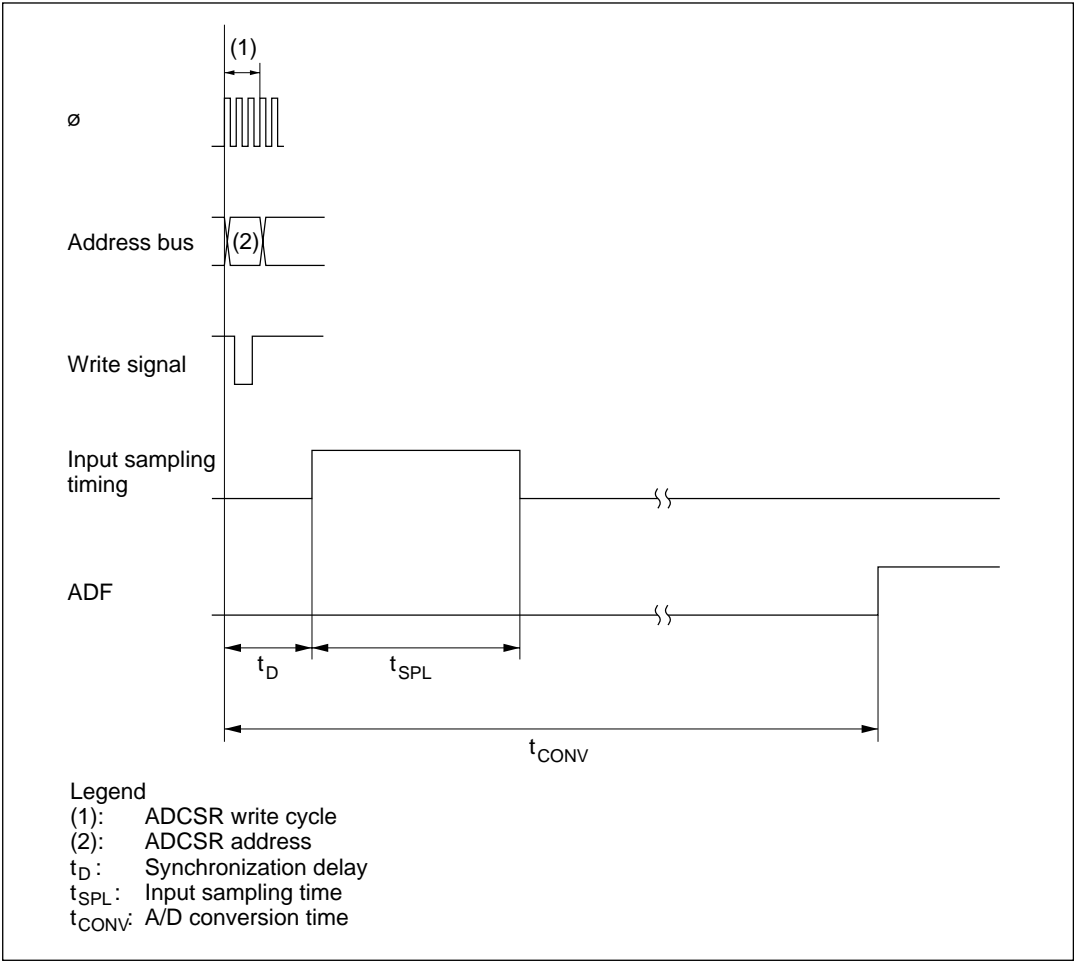 (1)
ø
Address bus
(2)
Write signal
Input sampling
timing
ADF
tD
tSPL
tCONV
Legend
(1): ADCSR write cycle
(2): ADCSR address
tD : Synchronization delay
tSPL : Input sampling time
tCONV: A/D conversion time